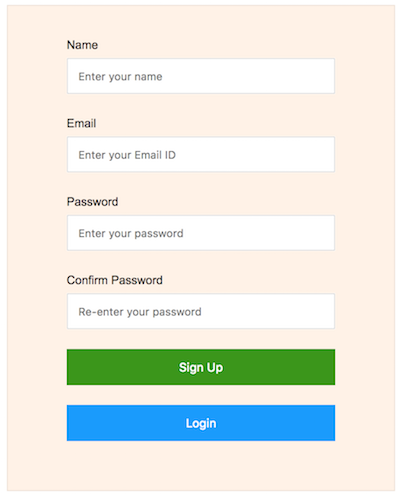 Name
Enter your name
Email
Enter your Email ID
Password
Enter your password
Confirm Password
Re-enter your password
Sign Up
Login